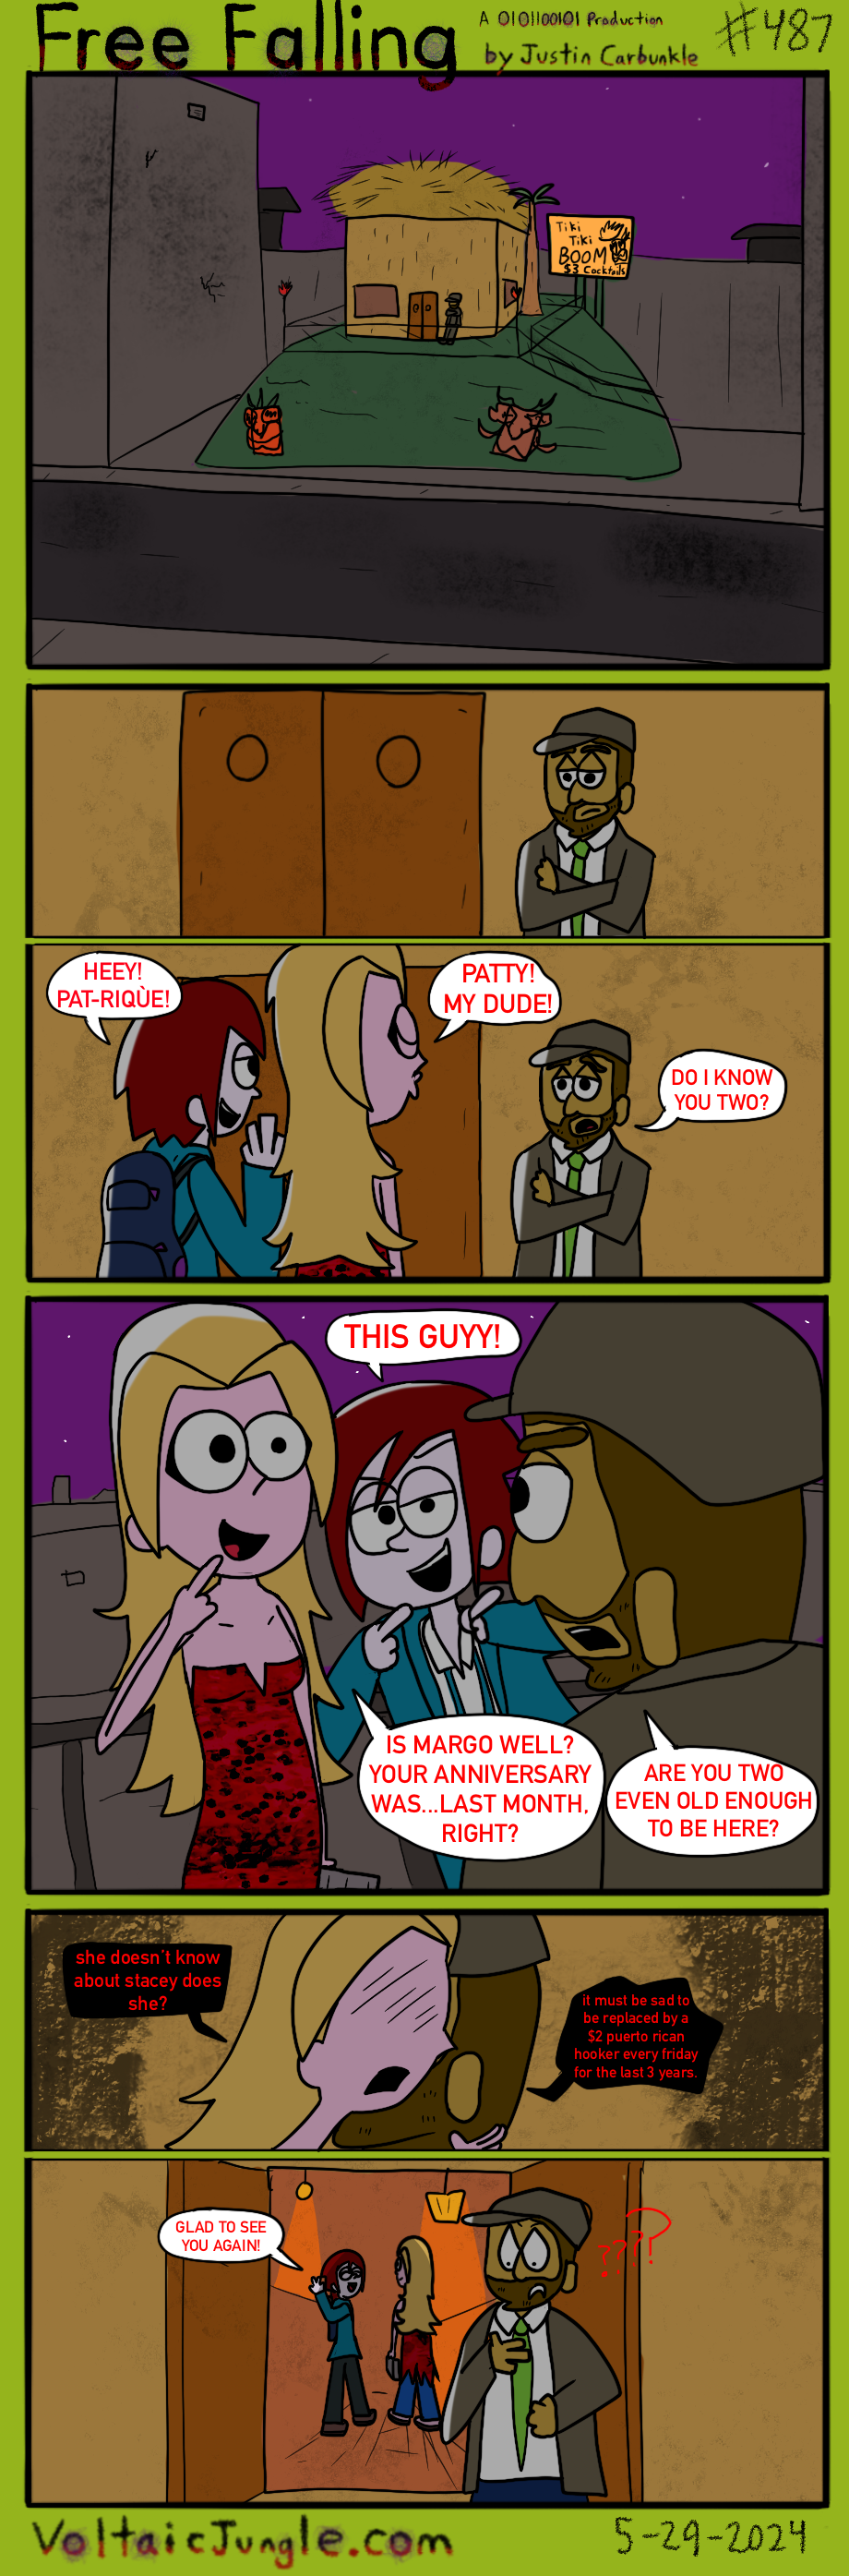 Free Falling
A 0101100101 Production
by Justin Carbunkle
#487
Tiki
Tiki
BOOM
$3 Cocktails
HEEY!
PAT-RIQÙE!
PATTY!
MY DUDE!
DO I KNOW
YOU TWO?
THIS GUYY!
IS MARGO WELL?
YOUR ANNIVERSARY
WAS...LAST MONTH,
RIGHT?
ARE YOU TWO
EVEN OLD ENOUGH
TO BE HERE?
she doesn't know
about stacey does
she?
it must be sad to
be replaced by a
$2 puerto rican
hooker every friday
for the last 3 years.
GLAD TO SEE
YOU AGAIN!
????
VoltaicJungle.com
5-29-2024